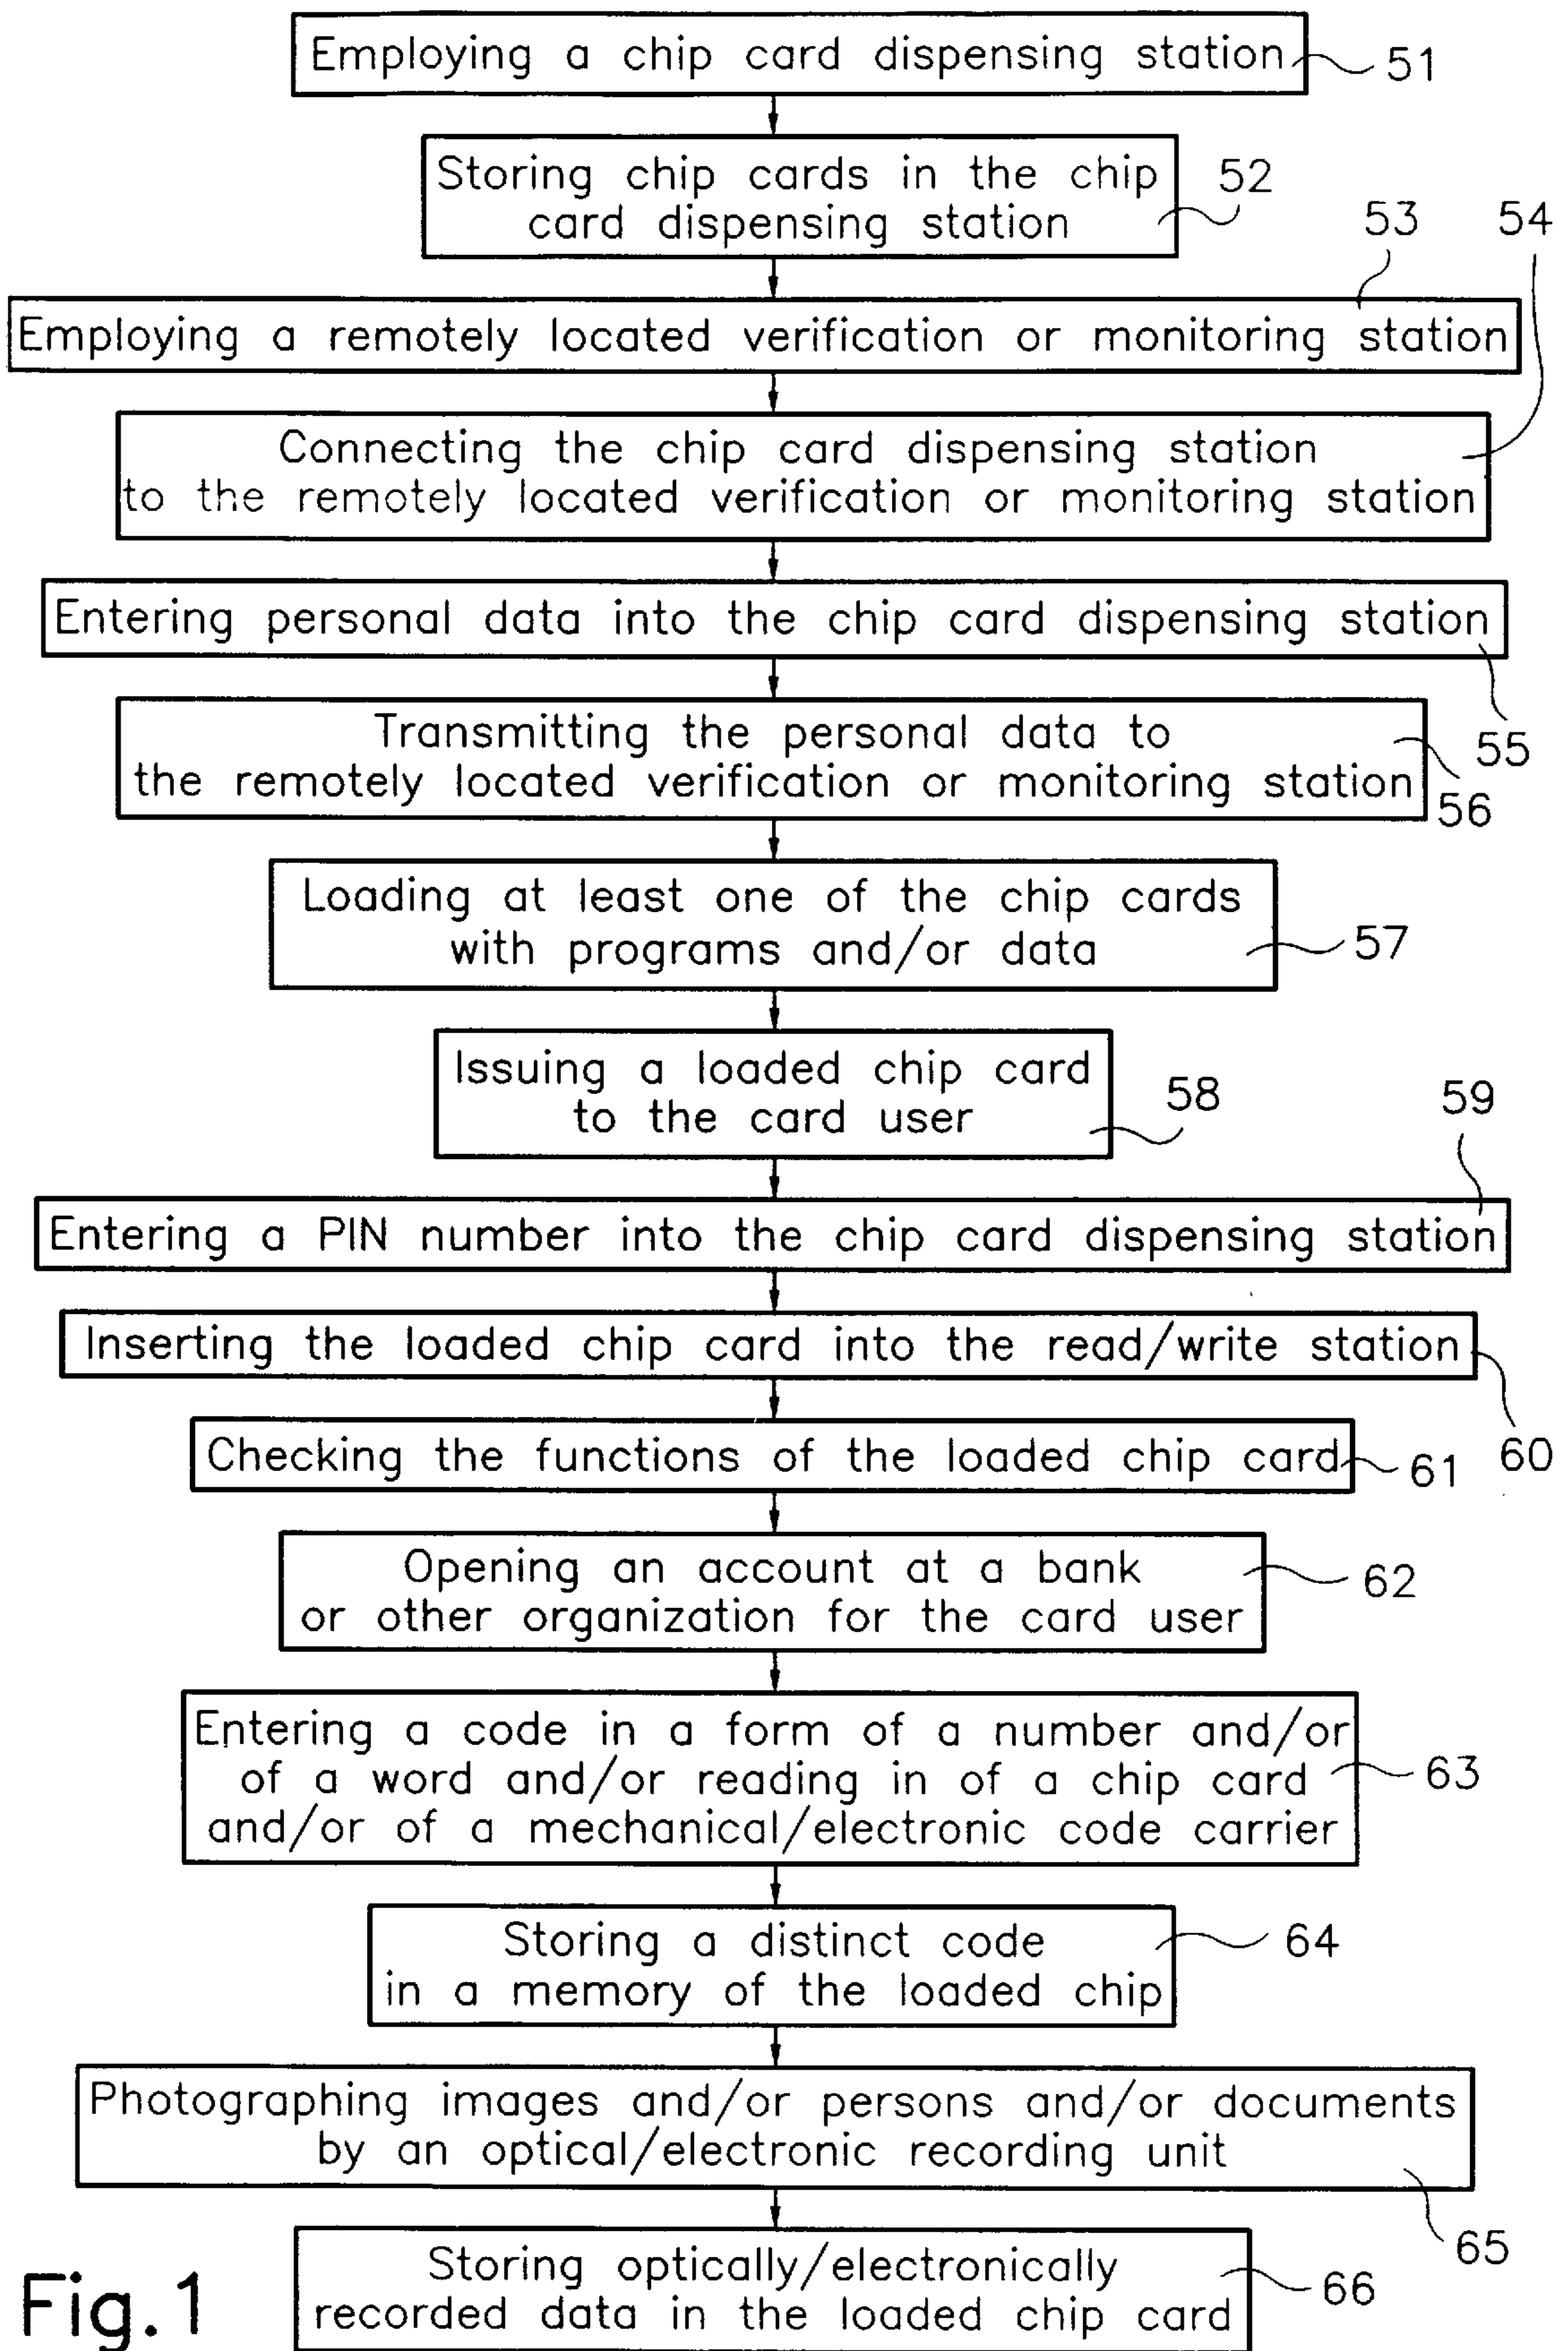 Employing a chip card dispensing station
51
Storing chip cards in the chip
card dispensing station
52
53
54
Employing a remotely located verification or monitoring station
Connecting the chip card dispensing station
to the remotely located verification or monitoring station
Entering personal data into the chip card dispensing station
55
Transmitting the personal data to
the remotely located verification or monitoring station
56
Loading at least one of the chip cards
with programs and/or data
57
Issuing a loaded chip card
to the card user
58
59
Entering a PIN number into the chip card dispensing station
Inserting the loaded chip card into the read/write station
60
Checking the functions of the loaded chip card
61
Opening an account at a bank
or other organization for the card user
62
Entering a code in a form of a number and/or
of a word and/or reading in of a chip card
and/or of a mechanical/electronic code carrier
63
Storing a distinct code
in a memory of the loaded chip
64
Photographing images and/or persons and/or documents
by an optical/electronic recording unit
65
Storing optically/electronically
recorded data in the loaded chip card
66
Fig.1